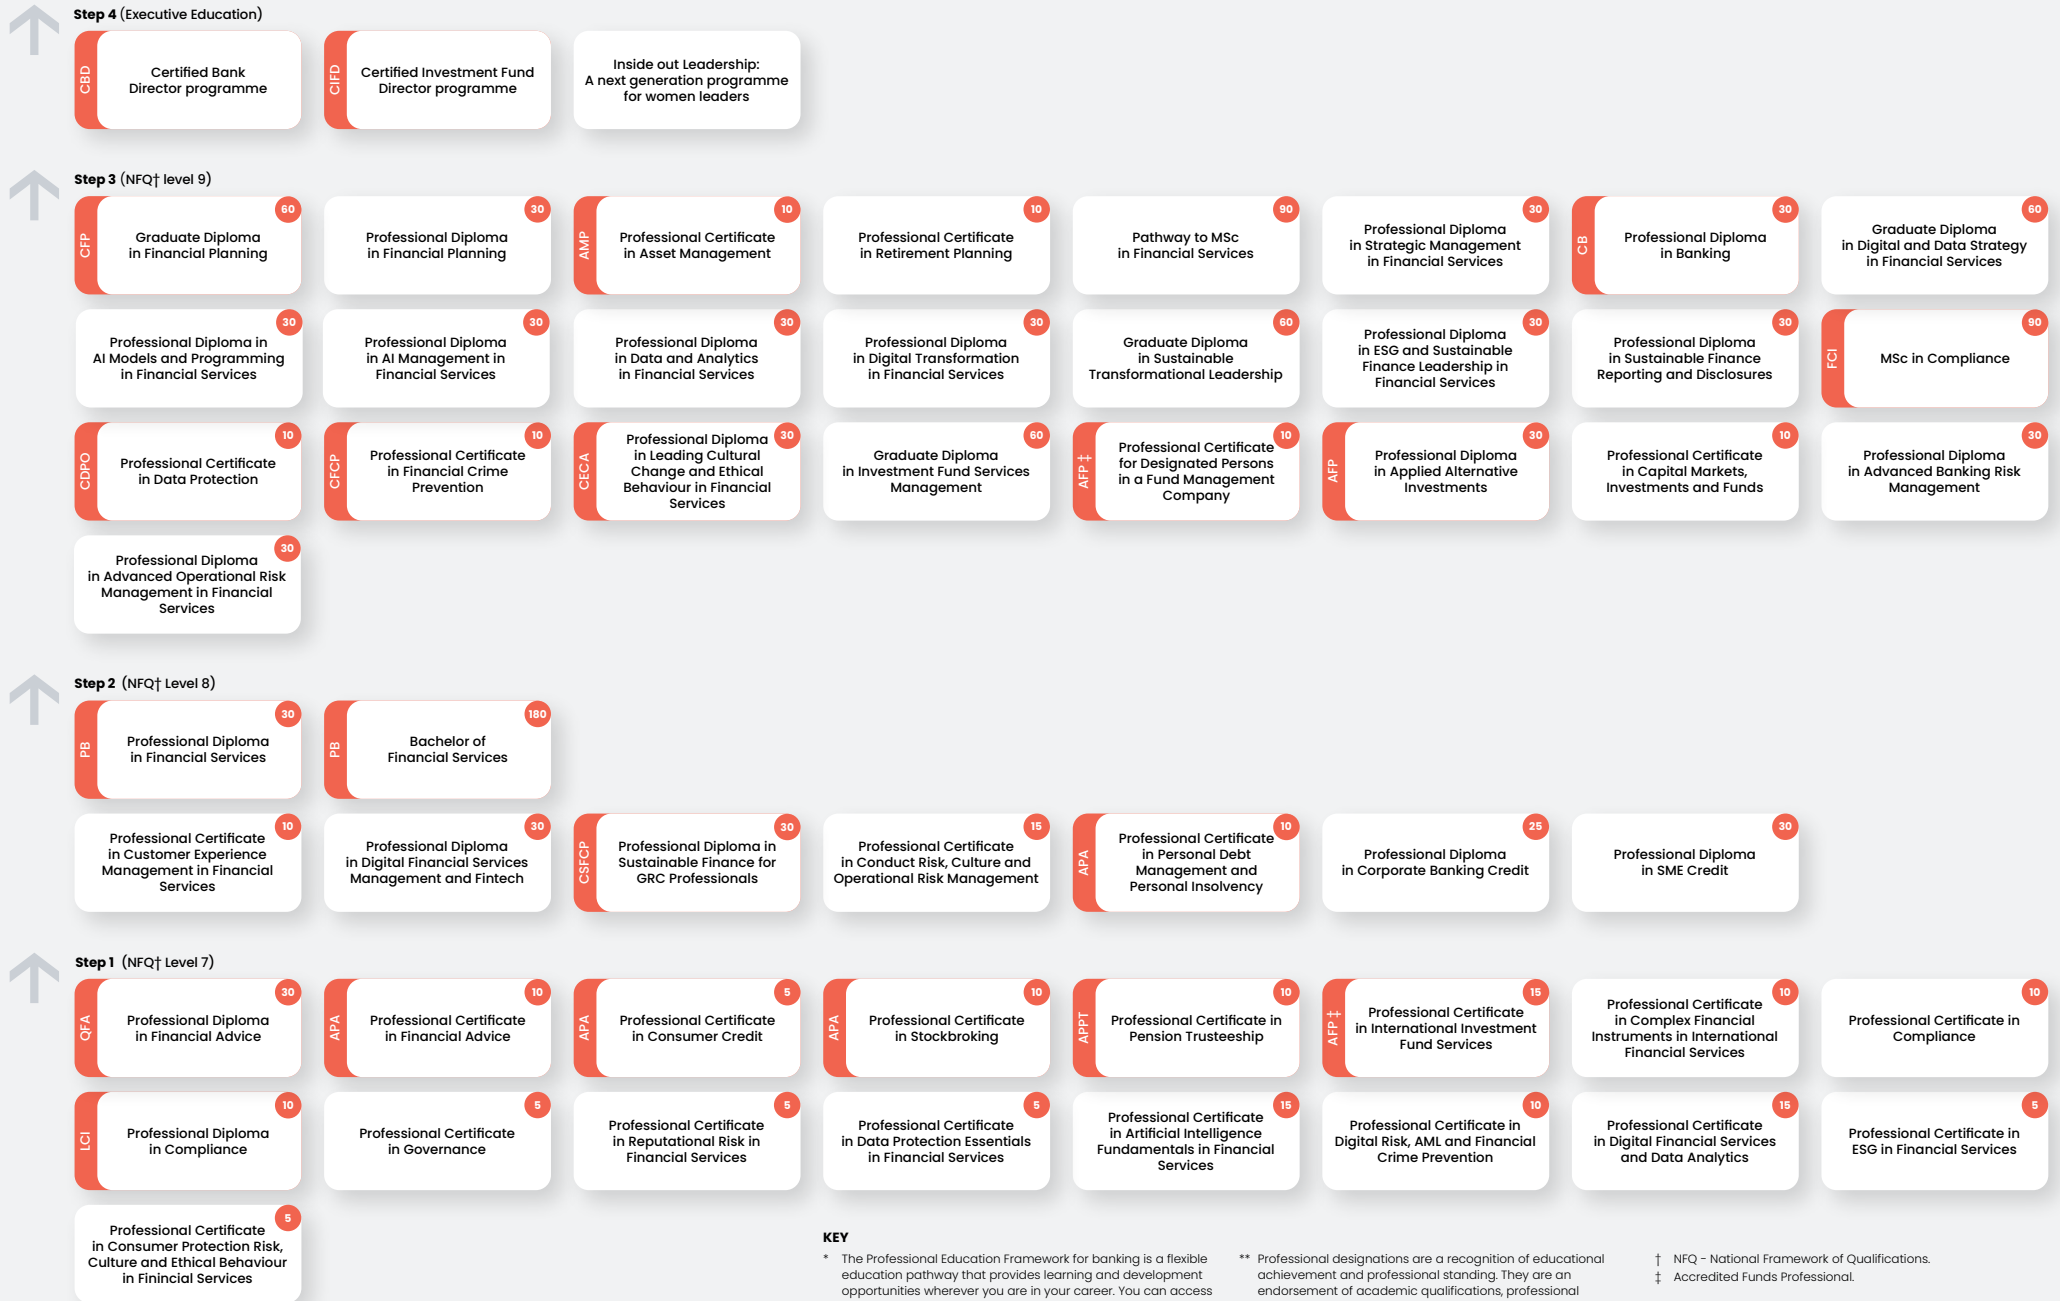 Step 4 (Executive Education)
CBD
Certified Bank
Director programme
CIFD
Certified Investment Fund
Director programme
Inside out Leadership:
A next generation programme
for women leaders
Step 3 (NFQ† level 9)
CFP
Graduate Diploma
in Financial Planning
60
Professional Diploma
in Financial Planning
30
AMP
Professional Certificate
in Asset Management
10
Professional Certificate
in Retirement Planning
10
Pathway to MSc
in Financial Services
90
Professional Diploma
in Strategic Management
in Financial Services
30
CB
Professional Diploma
in Banking
30
Graduate Diploma
in Digital and Data Strategy
in Financial Services
60
Professional Diploma in
AI Models and Programming
in Financial Services
30
Professional Diploma
in AI Management in
Financial Services
30
Professional Diploma
in Data and Analytics
in Financial Services
30
Professional Diploma
in Digital Transformation
in Financial Services
30
Graduate Diploma
in Sustainable
Transformational Leadership
60
Professional Diploma
in ESG and Sustainable
Finance Leadership in
Financial Services
30
Professional Diploma
in Sustainable Finance
Reporting and Disclosures
30
FCI
MSc in Compliance
90
CDPO
Professional Certificate
in Data Protection
10
CFCP
Professional Certificate
in Financial Crime
Prevention
10
CECA
Professional Diploma
in Leading Cultural
Change and Ethical
Behaviour in Financial
Services
30
Graduate Diploma
in Investment Fund Services
Management
60
AFP ‡
Professional Certificate
for Designated Persons
in a Fund Management
Company
10
AFP
Professional Diploma
in Applied Alternative
Investments
30
Professional Certificate
in Capital Markets,
Investments and Funds
10
Professional Diploma
in Advanced Banking Risk
Management
30
Professional Diploma
in Advanced Operational Risk
Management in Financial
Services
30
Step 2 (NFQ† Level 8)
PB
Professional Diploma
in Financial Services
30
PB
Bachelor of
Financial Services
180
Professional Certificate
in Customer Experience
Management in Financial
Services
10
Professional Diploma
in Digital Financial Services
Management and Fintech
30
CSFCP
Professional Diploma in
Sustainable Finance for
GRC Professionals
30
Professional Certificate
in Conduct Risk, Culture and
Operational Risk Management
15
APA
Professional Certificate
in Personal Debt
Management and
Personal Insolvency
10
Professional Diploma
in Corporate Banking Credit
25
Professional Diploma
in SME Credit
30
Step 1 (NFQ† Level 7)
QFA
Professional Diploma
in Financial Advice
30
APA
Professional Certificate
in Financial Advice
10
APA
Professional Certificate
in Consumer Credit
5
APA
Professional Certificate
in Stockbroking
10
APPT
Professional Certificate in
Pension Trusteeship
10
AFP ‡
Professional Certificate
in International Investment
Fund Services
15
Professional Certificate
in Complex Financial
Instruments in International
Financial Services
10
Professional Certificate in
Compliance
10
LCI
Professional Diploma
in Compliance
10
Professional Certificate
in Governance
5
Professional Certificate
in Reputational Risk in
Financial Services
5
Professional Certificate
in Data Protection Essentials
in Financial Services
5
Professional Certificate
in Artificial Intelligence
Fundamentals in Financial
Services
15
Professional Certificate in
Digital Risk, AML and Financial
Crime Prevention
10
Professional Certificate
in Digital Financial Services
and Data Analytics
15
Professional Certificate in
ESG in Financial Services
5
Professional Certificate
in Consumer Protection Risk,
Culture and Ethical Behaviour
in Finincial Services
5
KEY
* The Professional Education Framework for banking is a flexible
education pathway that provides learning and development
opportunities wherever you are in your career. You can access
** Professional designations are a recognition of educational
achievement and professional standing. They are an
endorsement of academic qualifications, professional
† NFQ - National Framework of Qualifications.
‡ Accredited Funds Professional.